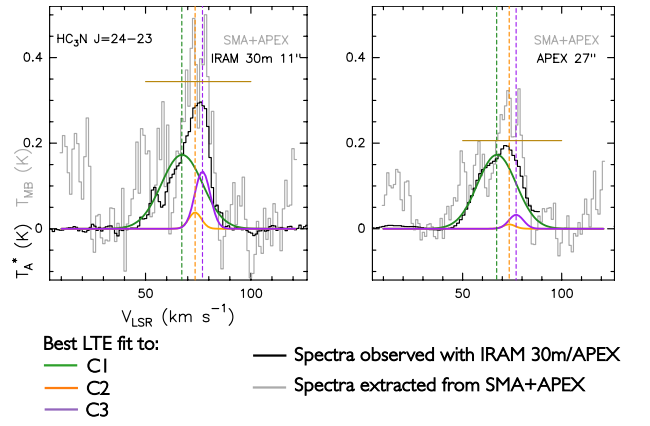 HC3N J=24−23
SMA+APEX
IRAM 30m 11"
SMA+APEX
APEX 27"
0.4
0.2
0
0.4
0.2
0
TA* (K) TMB (K)
50
100
50
100
VLSR (km s−1)
Best LTE fit to:
C1
C2
C3
Spectra observed with IRAM 30m/APEX
Spectra extracted from SMA+APEX